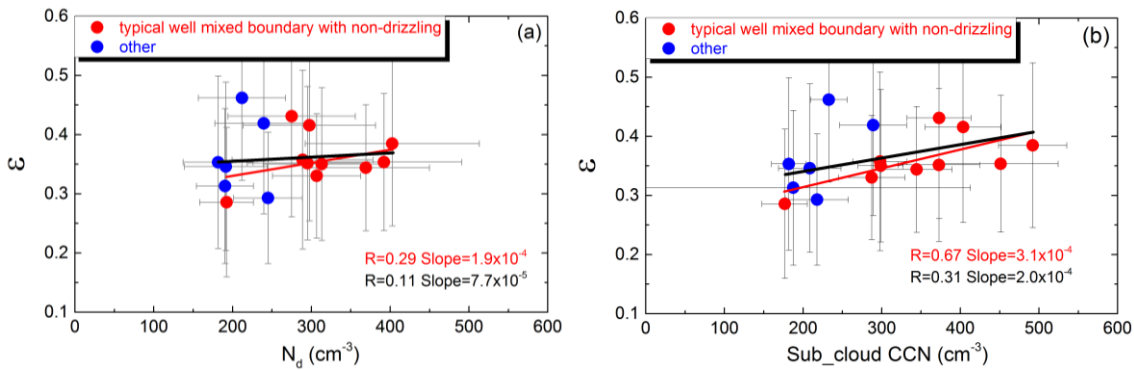 (a)
typical well mixed boundary with non-drizzling
other
0.6
0.5
0.4
0.3
0.2
0.1
ε
R=0.29 Slope=1.9x10⁻⁴
R=0.11 Slope=7.7x10⁻⁵
0 100 200 300 400 500 600
N_d (cm⁻³)
(b)
typical well mixed boundary with non-drizzling
other
0.6
0.5
0.4
0.3
0.2
0.1
ε
R=0.67 Slope=3.1x10⁻⁴
R=0.31 Slope=2.0x10⁻⁴
0 100 200 300 400 500 600
Sub_cloud CCN (cm⁻³)